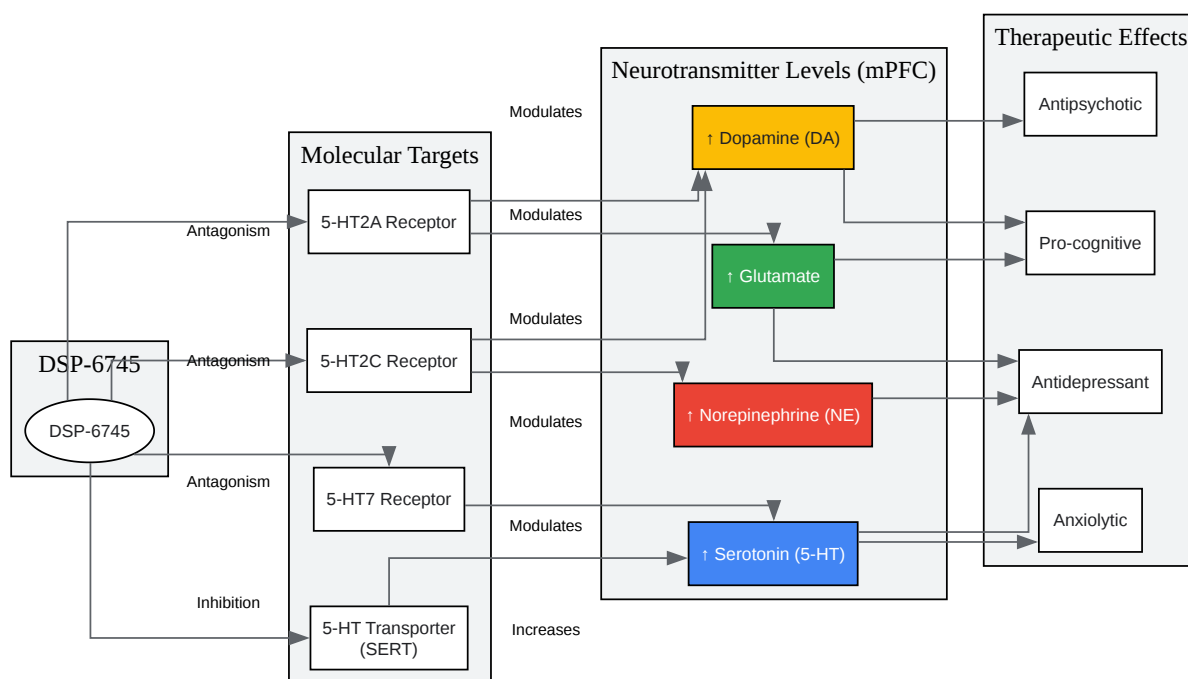 DSP-6745
DSP-6745
Antagonism
Antagonism
Antagonism
Inhibition
Molecular Targets
5-HT2A Receptor
5-HT2C Receptor
5-HT7 Receptor
5-HT Transporter
(SERT)
Modulates
Modulates
Modulates
Modulates
Modulates
Increases
Neurotransmitter Levels (mPFC)
↑ Dopamine (DA)
↑ Glutamate
↑ Norepinephrine (NE)
↑ Serotonin (5-HT)
Therapeutic Effects
Antipsychotic
Pro-cognitive
Antidepressant
Anxiolytic